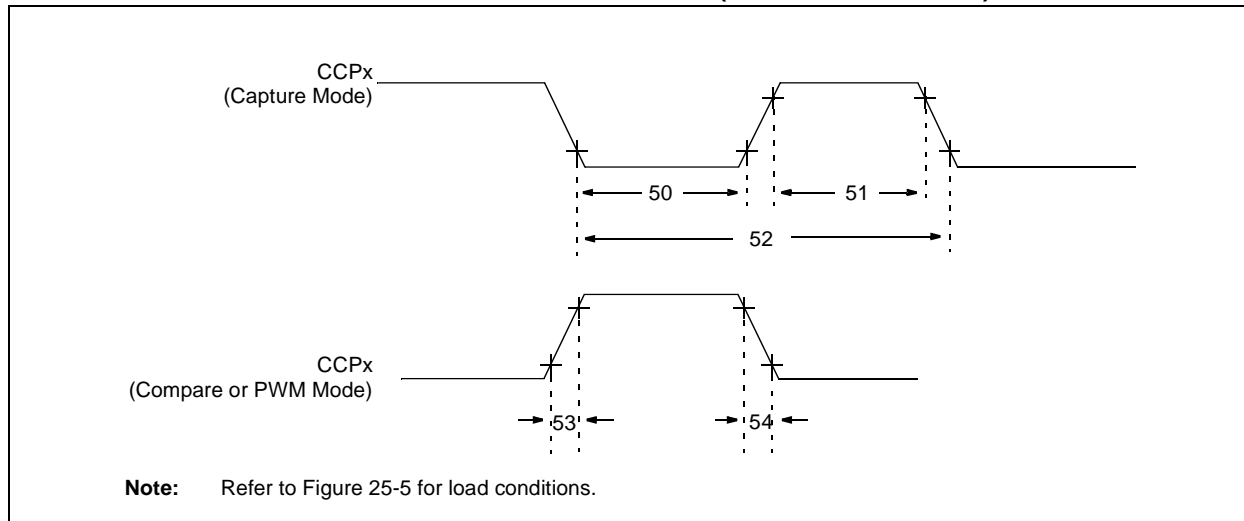 CCPx
(Capture Mode)
50
51
52
CCPx
(Compare or PWM Mode)
53
54
Note: Refer to Figure 25-5 for load conditions.